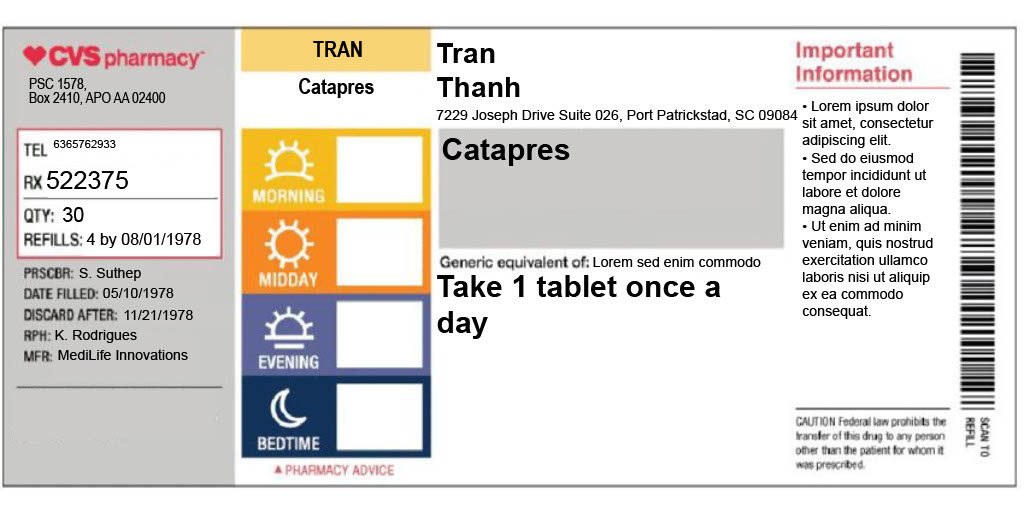 CVS pharmacy
PSC 1578,
Box 2410, APO AA 02400
TEL 6365762933
RX 522375
QTY: 30
REFILLS: 4 by 08/01/1978
PRSCBR: S. Suthep
DATE FILLED: 05/10/1978
DISCARD AFTER: 11/21/1978
RPH: K. Rodrigues
MFR: MediLife Innovations
TRAN
Catapres
MORNING
MIDDAY
EVENING
BEDTIME
▲ PHARMACY ADVICE
Tran
Thanh
7229 Joseph Drive Suite 026, Port Patrickstad, SC 09084
Catapres
Generic equivalent of: Lorem sed enim commodo
Take 1 tablet once a
day
Important
Information
• Lorem ipsum dolor
sit amet, consectetur
adipiscing elit.
• Sed do eiusmod
tempor incididunt ut
labore et dolore
magna aliqua.
• Ut enim ad minim
veniam, quis nostrud
exercitation ullamco
laboris nisi ut aliquip
ex ea commodo
consequat.
CAUTION Federal law prohibits the
transfer of this drug to any person
other than the patient for whom it
was prescribed.
SCAN TO
REFILL